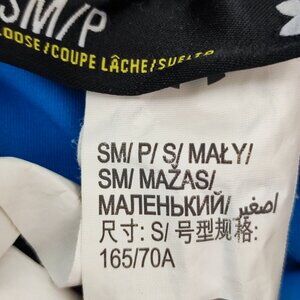 SM/P
LOOSE/COUPE LÂCHE/SUELTO
SM/ P/ S/ MAŁY/
SM/ MAŽAS/
МАЛЕНЬКИЙ/ صغير/
尺寸: S/ 号型规格:
165/70A